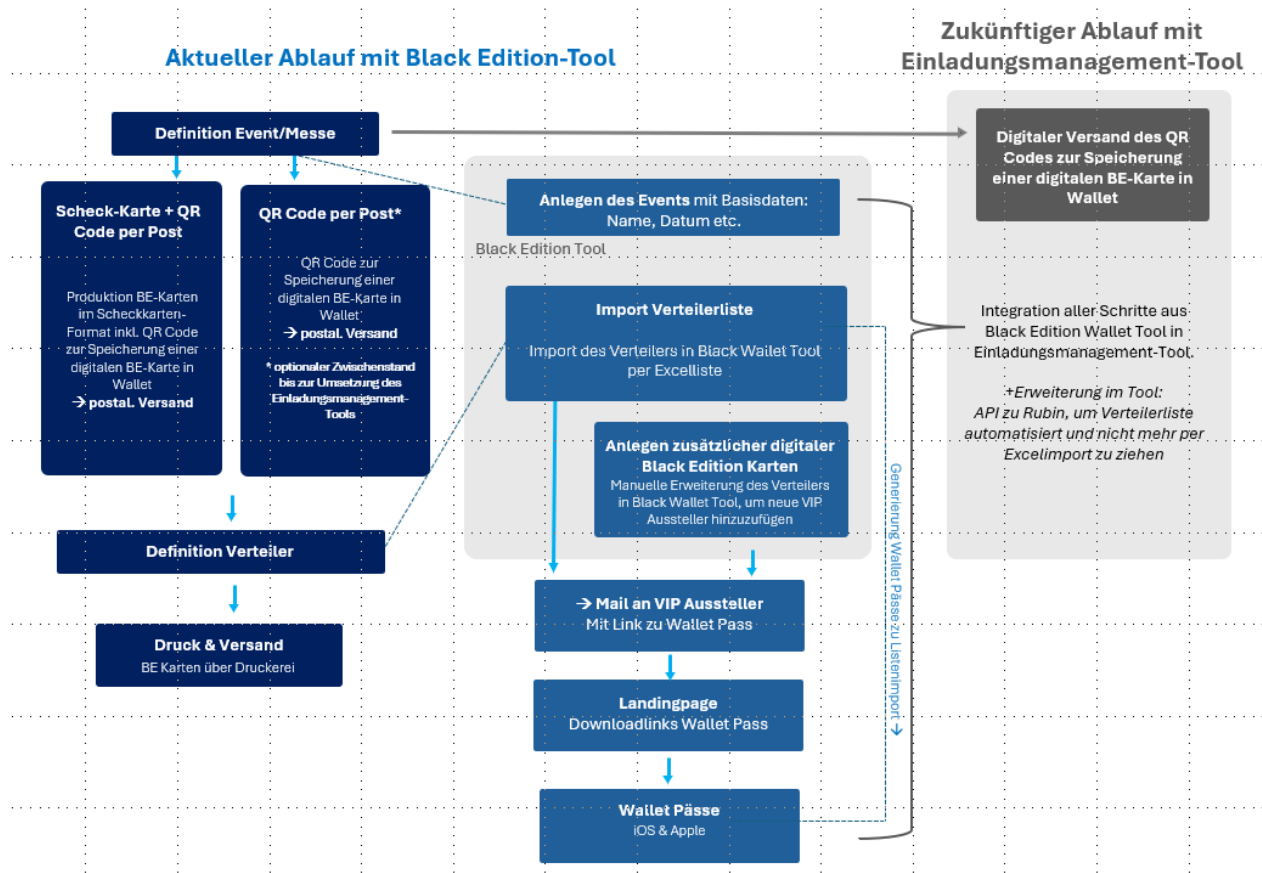 Aktueller Ablauf mit Black Edition-Tool
Zukünftiger Ablauf mit
Einladungsmanagement-Tool
Definition Event/Messe
Scheck-Karte + QR
Code per Post
Produktion BE-Karten
im Scheckkarten-
Format inkl. QR Code
zur Speicherung einer
digitalen BE-Karte in
Wallet
→ postal. Versand
QR Code per Post*
QR Code zur
Speicherung einer
digitalen BE-Karte in
Wallet
→ postal. Versand
* optionaler Zwischenstand
bis zur Umsetzung des
Einladungsmanagement-
Tools
Definition Verteiler
Druck & Versand
BE Karten über Druckerei
Anlegen des Events mit Basisdaten:
Name, Datum etc.
Black Edition Tool
Import Verteilerliste
Import des Verteilers in Black Wallet Tool
per Excelliste
Anlegen zusätzlicher digitaler
Black Edition Karten
Manuelle Erweiterung des Verteilers
in Black Wallet Tool, um neue VIP
Aussteller hinzuzufügen
→ Mail an VIP Aussteller
Mit Link zu Wallet Pass
Landingpage
Downloadlinks Wallet Pass
Wallet Pässe
iOS & Apple
Generierung Wallet Pässe zu Listenimport →
Digitaler Versand des QR
Codes zur Speicherung
einer digitalen BE-Karte in
Wallet
Integration aller Schritte aus
Black Edition Wallet Tool in
Einladungsmanagement-Tool.
+Erweiterung im Tool:
API zu Rubin, um Verteilerliste
automatisiert und nicht mehr per
Excelimport zu ziehen